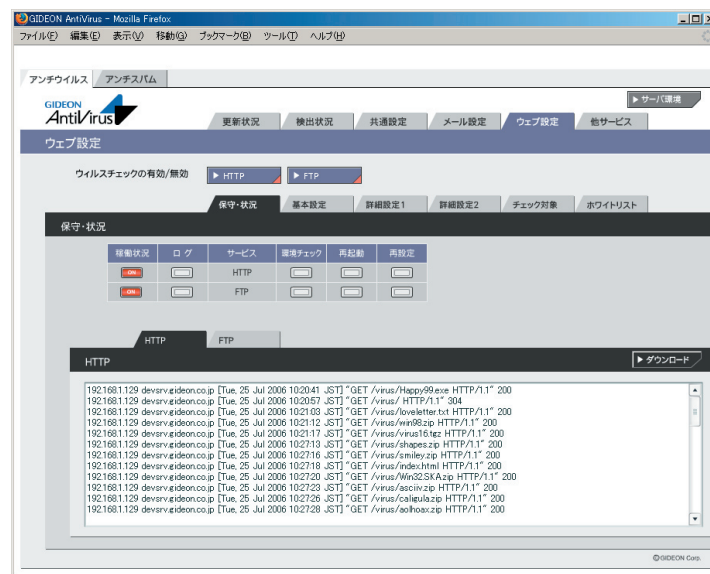 GIDEON AntiVirus - Mozilla Firefox
ファイル(F) 編集(E) 表示(V) 移動(G) ブックマーク(B) ツール(T) ヘルプ(H)
アンチウイルス アンチスパム
▶ サーバ環境
GIDEON
AntiVirus
更新状況 検出状況 共通設定 メール設定 ウェブ設定 他サービス
ウェブ設定
ウィルスチェックの有効/無効 ▶ HTTP ▶ FTP
保守・状況 基本設定 詳細設定1 詳細設定2 チェック対象 ホワイトリスト
保守・状況
稼働状況 ログ サービス 環境チェック 再起動 再設定
ON HTTP
ON FTP
HTTP FTP
HTTP ▶ ダウンロード
192.168.1.129 devsrv.gideon.co.jp [Tue, 25 Jul 2006 10:20:41 JST] "GET /virus/Happy99.exe HTTP/1.1" 200
192.168.1.129 devsrv.gideon.co.jp [Tue, 25 Jul 2006 10:20:57 JST] "GET /virus/ HTTP/1.1" 304
192.168.1.129 devsrv.gideon.co.jp [Tue, 25 Jul 2006 10:21:03 JST] "GET /virus/loveletter.txt HTTP/1.1" 200
192.168.1.129 devsrv.gideon.co.jp [Tue, 25 Jul 2006 10:21:12 JST] "GET /virus/win98.zip HTTP/1.1" 200
192.168.1.129 devsrv.gideon.co.jp [Tue, 25 Jul 2006 10:21:17 JST] "GET /virus/virus16.tgz HTTP/1.1" 200
192.168.1.129 devsrv.gideon.co.jp [Tue, 25 Jul 2006 10:27:13 JST] "GET /virus/shapes.zip HTTP/1.1" 200
192.168.1.129 devsrv.gideon.co.jp [Tue, 25 Jul 2006 10:27:16 JST] "GET /virus/smiley.zip HTTP/1.1" 200
192.168.1.129 devsrv.gideon.co.jp [Tue, 25 Jul 2006 10:27:18 JST] "GET /virus/index.html HTTP/1.1" 200
192.168.1.129 devsrv.gideon.co.jp [Tue, 25 Jul 2006 10:27:20 JST] "GET /virus/Win32.SKA.zip HTTP/1.1" 200
192.168.1.129 devsrv.gideon.co.jp [Tue, 25 Jul 2006 10:27:23 JST] "GET /virus/asciiv.zip HTTP/1.1" 200
192.168.1.129 devsrv.gideon.co.jp [Tue, 25 Jul 2006 10:27:26 JST] "GET /virus/caligula.zip HTTP/1.1" 200
192.168.1.129 devsrv.gideon.co.jp [Tue, 25 Jul 2006 10:27:28 JST] "GET /virus/aolhoax.zip HTTP/1.1" 200
©GIDEON Corp.